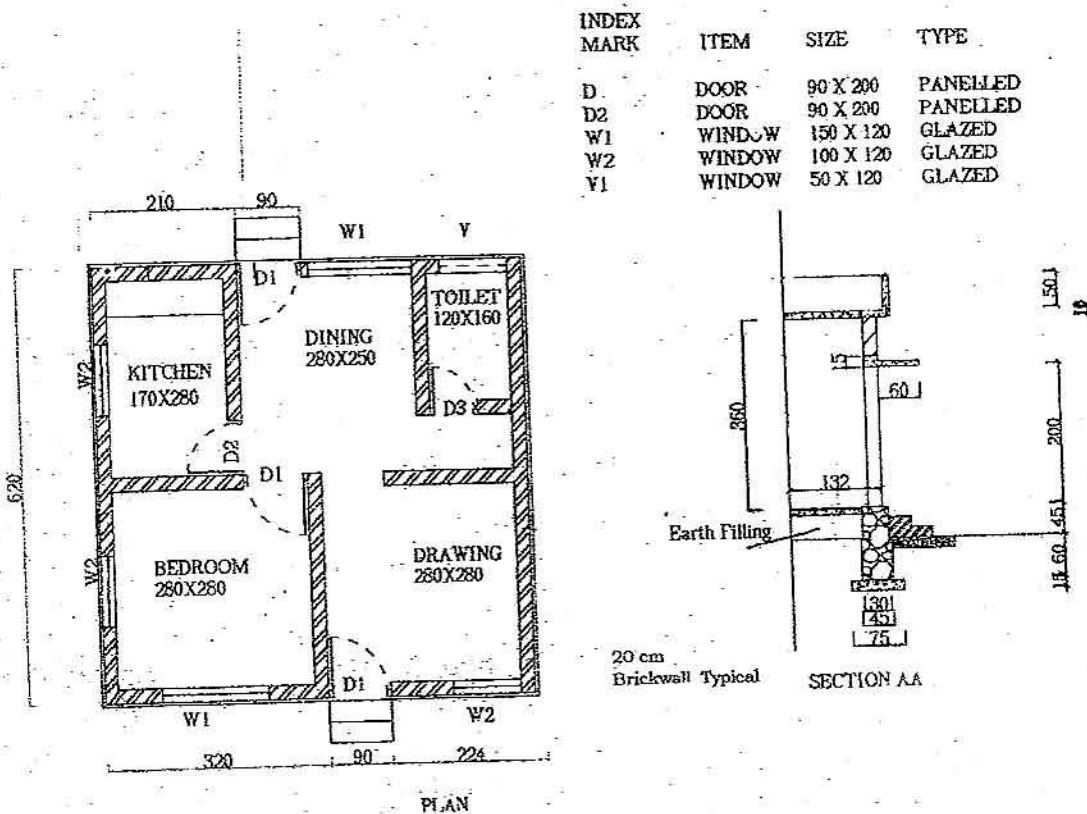 INDEX
MARK ITEM SIZE TYPE
D DOOR 90 X 200 PANELLED
D2 DOOR 90 X 200 PANELLED
W1 WINDOW 150 X 120 GLAZED
W2 WINDOW 100 X 120 GLAZED
V1 WINDOW 50 X 120 GLAZED
210 90
W1 V
D1
TOILET
120X160
DINING
280X250
KITCHEN
170X280
W2
D3
D2
D1
620
W2
BEDROOM
280X280
DRAWING
280X280
D1
W1 W2
320 90 224
PLAN
50
10
15
60
360
200
132
45
Earth Filling
60
15
30
45
75
20 cm
Brickwall Typical
SECTION AA